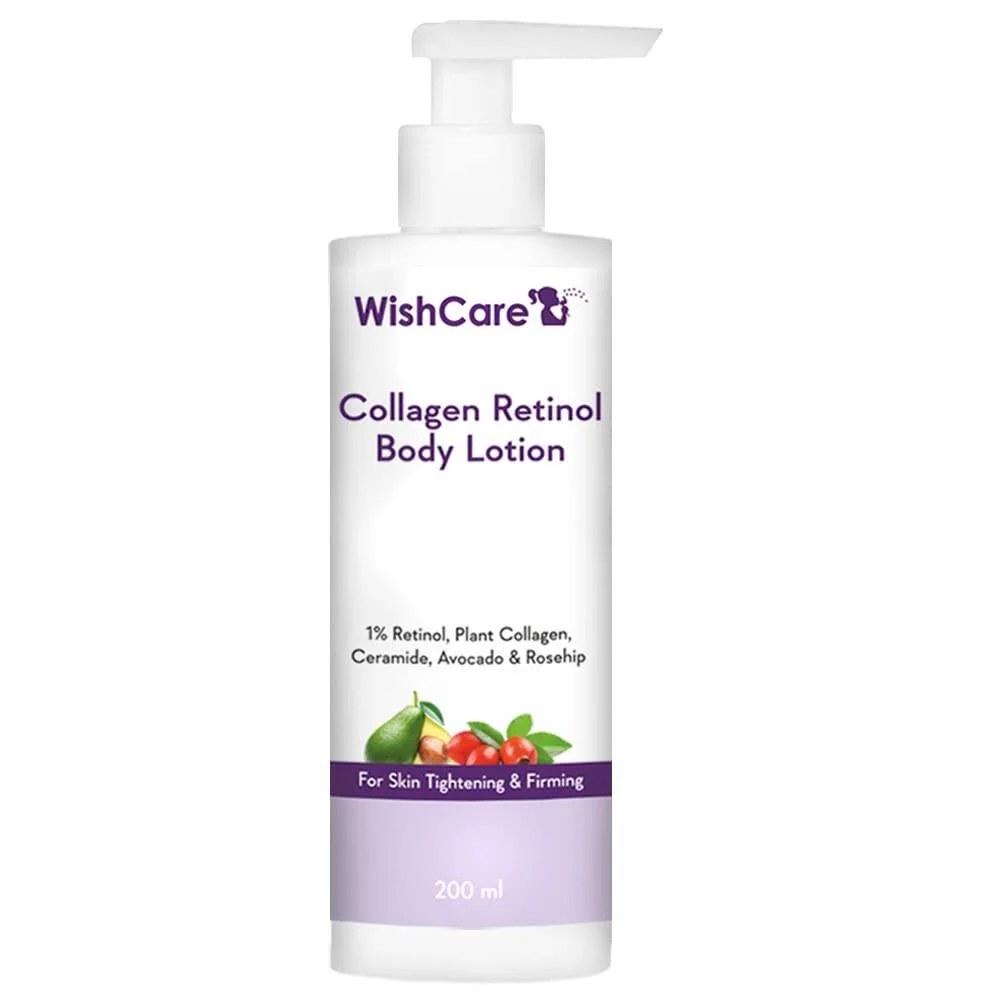 WishCare
Collagen Retinol
Body Lotion
1% Retinol, Plant Collagen,
Ceramide, Avocado & Rosehip
For Skin Tightening & Firming
200 ml